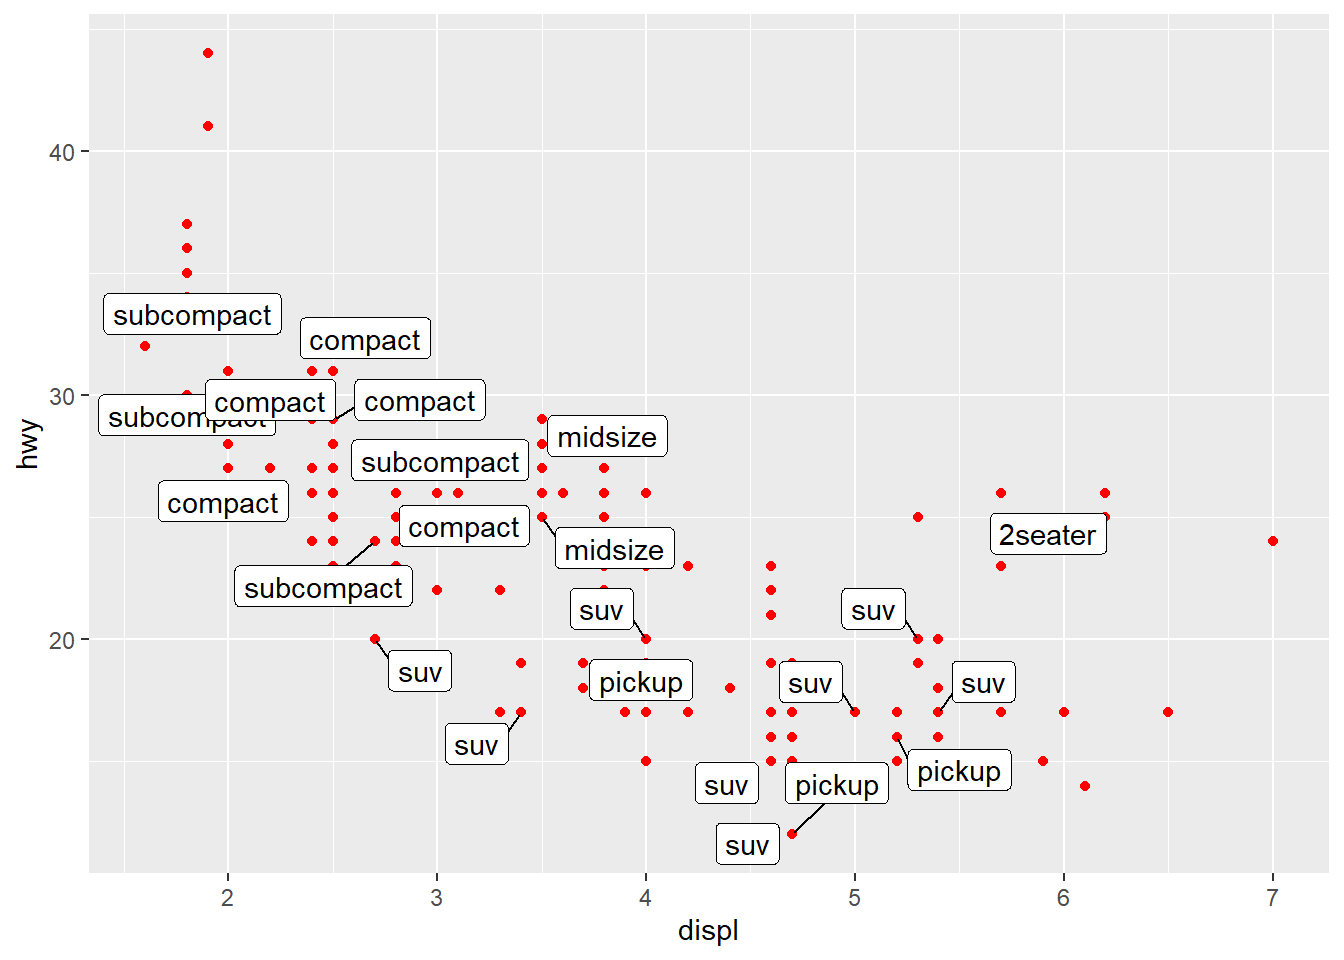 40
30
20
hwy
subcompact
compact
subcompact
compact
compact
midsize
subcompact
compact
compact
midsize
2seater
subcompact
suv
suv
suv
pickup
suv
suv
suv
pickup
suv
pickup
suv
2 3 4 5 6 7
displ